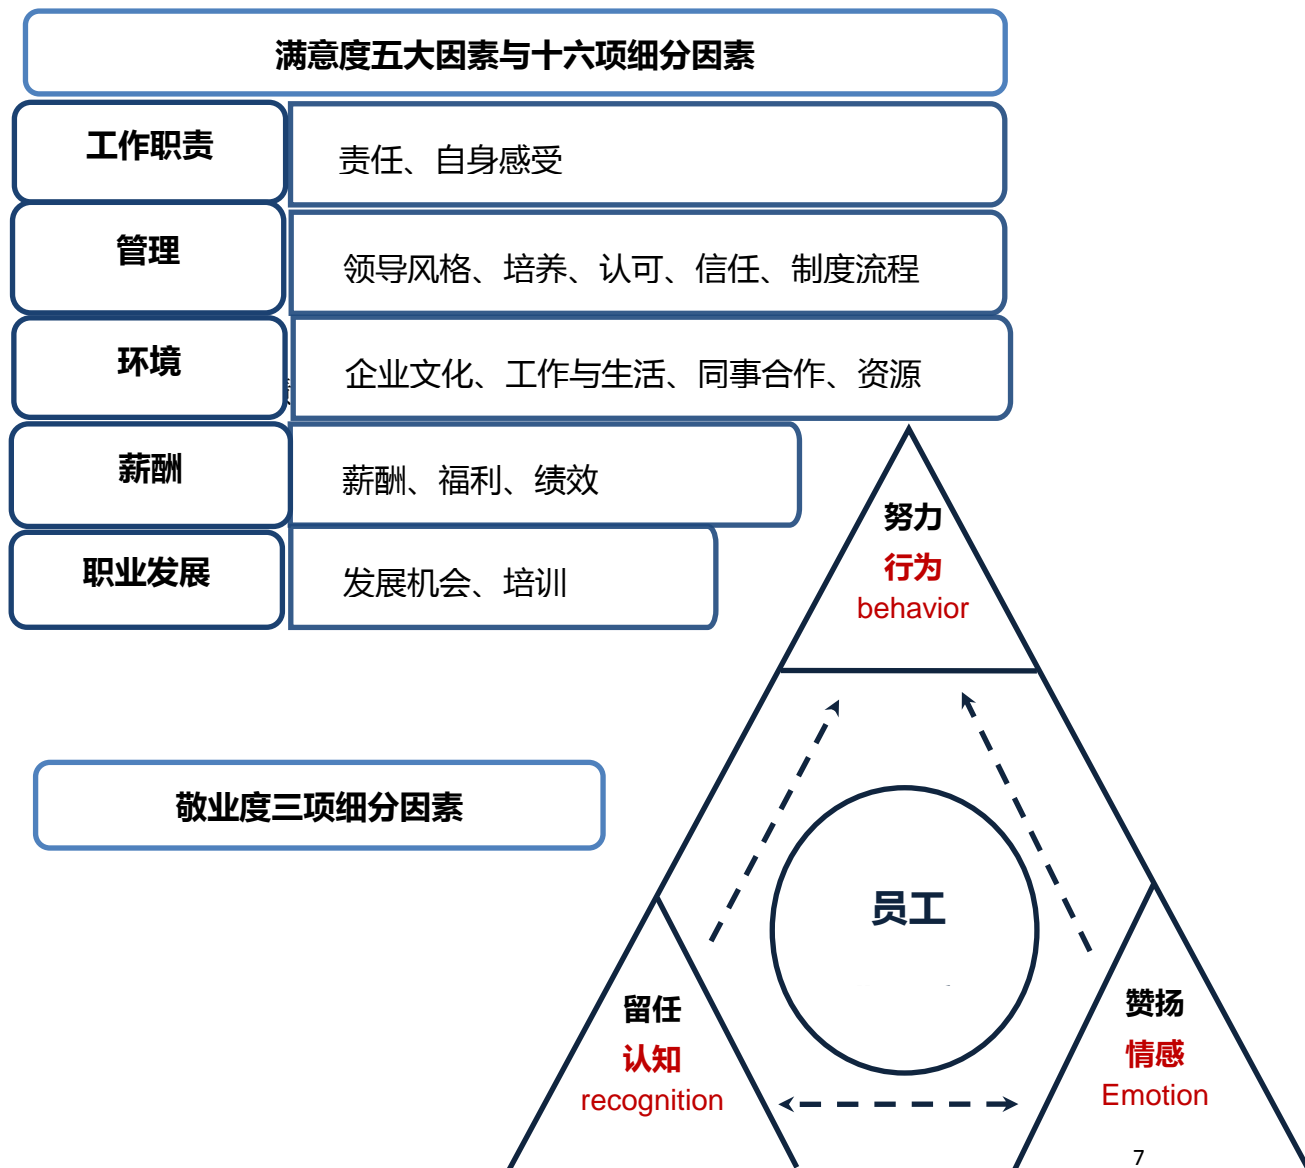 满意度五大因素与十六项细分因素
工作职责
责任、自身感受
管理
领导风格、培养、认可、信任、制度流程
环境
企业文化、工作与生活、同事合作、资源
薪酬
薪酬、福利、绩效
职业发展
发展机会、培训
努力
行为
behavior
敬业度三项细分因素
员工
留任
认知
recognition
赞扬
情感
Emotion
7